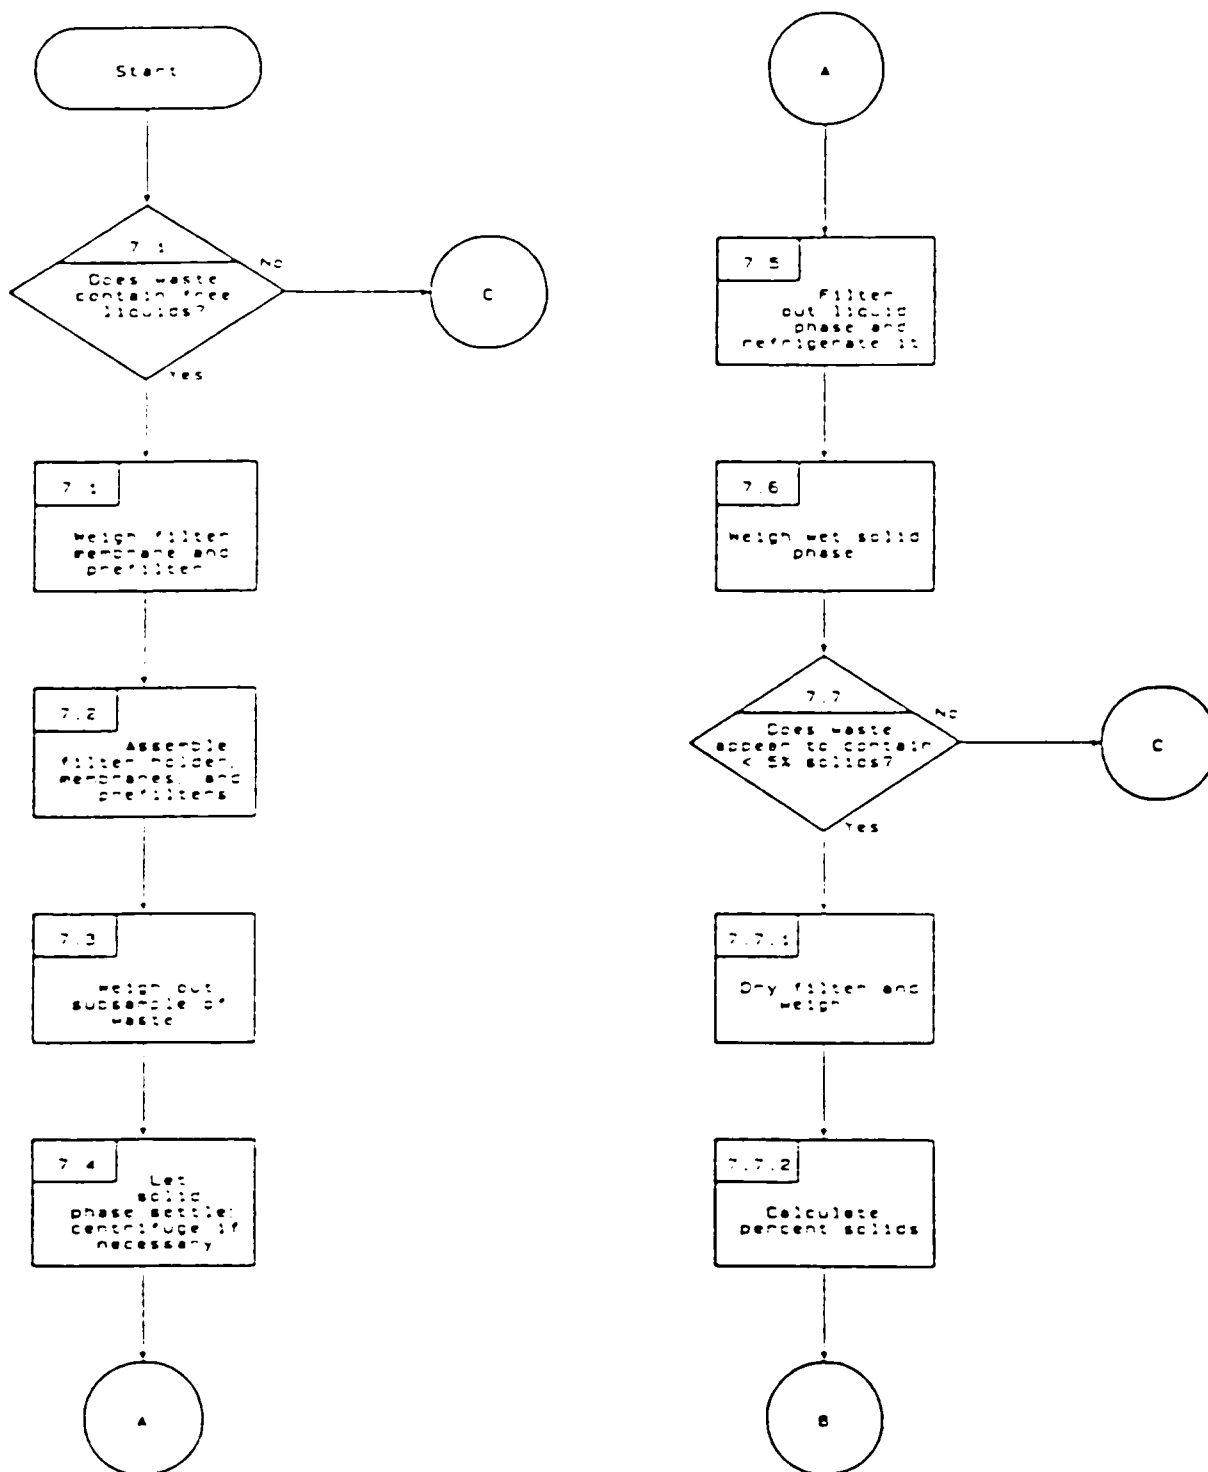 Start
7.1
Does waste
contain free
liquids?
No
C
Yes
7.1
Weigh filter
membrane and
prefilter
7.2
Assemble
filter holder,
membranes, and
prefilters
7.3
Weigh out
subsample of
waste
7.4
Let
solid
phase settle;
centrifuge if
necessary
A
A
7.5
Filter
out liquid
phase and
refrigerate it
7.6
Weigh wet solid
phase
7.7
Does waste
appear to contain
< 5% solids?
No
C
Yes
7.7.1
Dry filter and
weigh
7.7.2
Calculate
percent solids
B